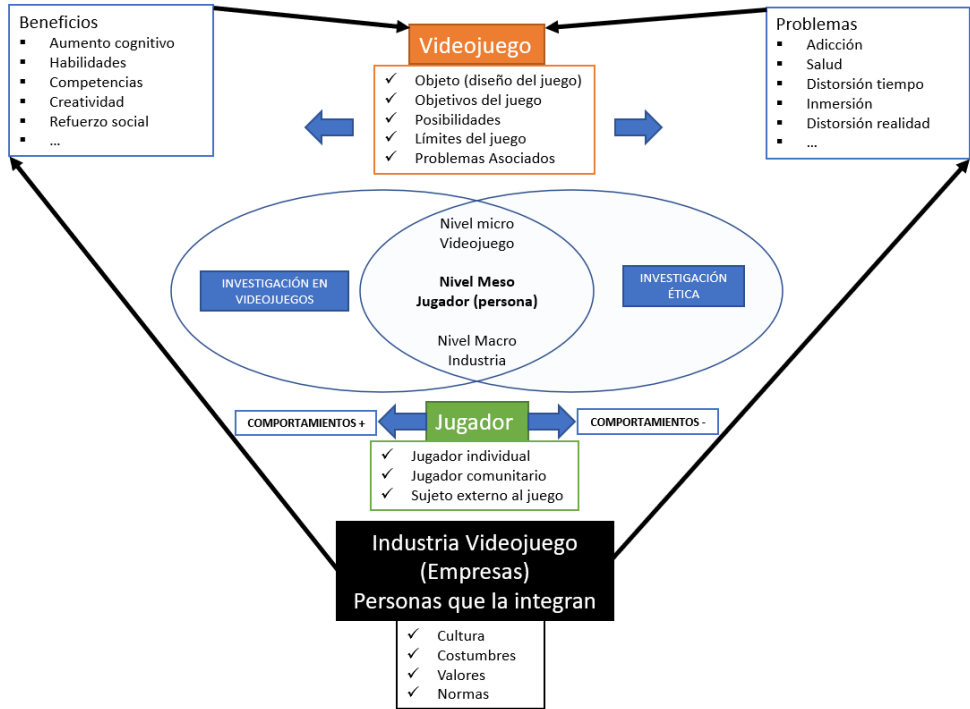 Beneficios
▪ Aumento cognitivo
▪ Habilidades
▪ Competencias
▪ Creatividad
▪ Refuerzo social
▪ ...
Videojuego
✓ Objeto (diseño del juego)
✓ Objetivos del juego
✓ Posibilidades
✓ Límites del juego
✓ Problemas Asociados
Problemas
▪ Adicción
▪ Salud
▪ Distorsión tiempo
▪ Inmersión
▪ Distorsión realidad
▪ ...
INVESTIGACIÓN EN
VIDEOJUEGOS
Nivel micro
Videojuego
Nivel Meso
Jugador (persona)
Nivel Macro
Industria
INVESTIGACIÓN
ÉTICA
COMPORTAMIENTOS +
Jugador
COMPORTAMIENTOS -
✓ Jugador individual
✓ Jugador comunitario
✓ Sujeto externo al juego
Industria Videojuego
(Empresas)
Personas que la integran
✓ Cultura
✓ Costumbres
✓ Valores
✓ Normas